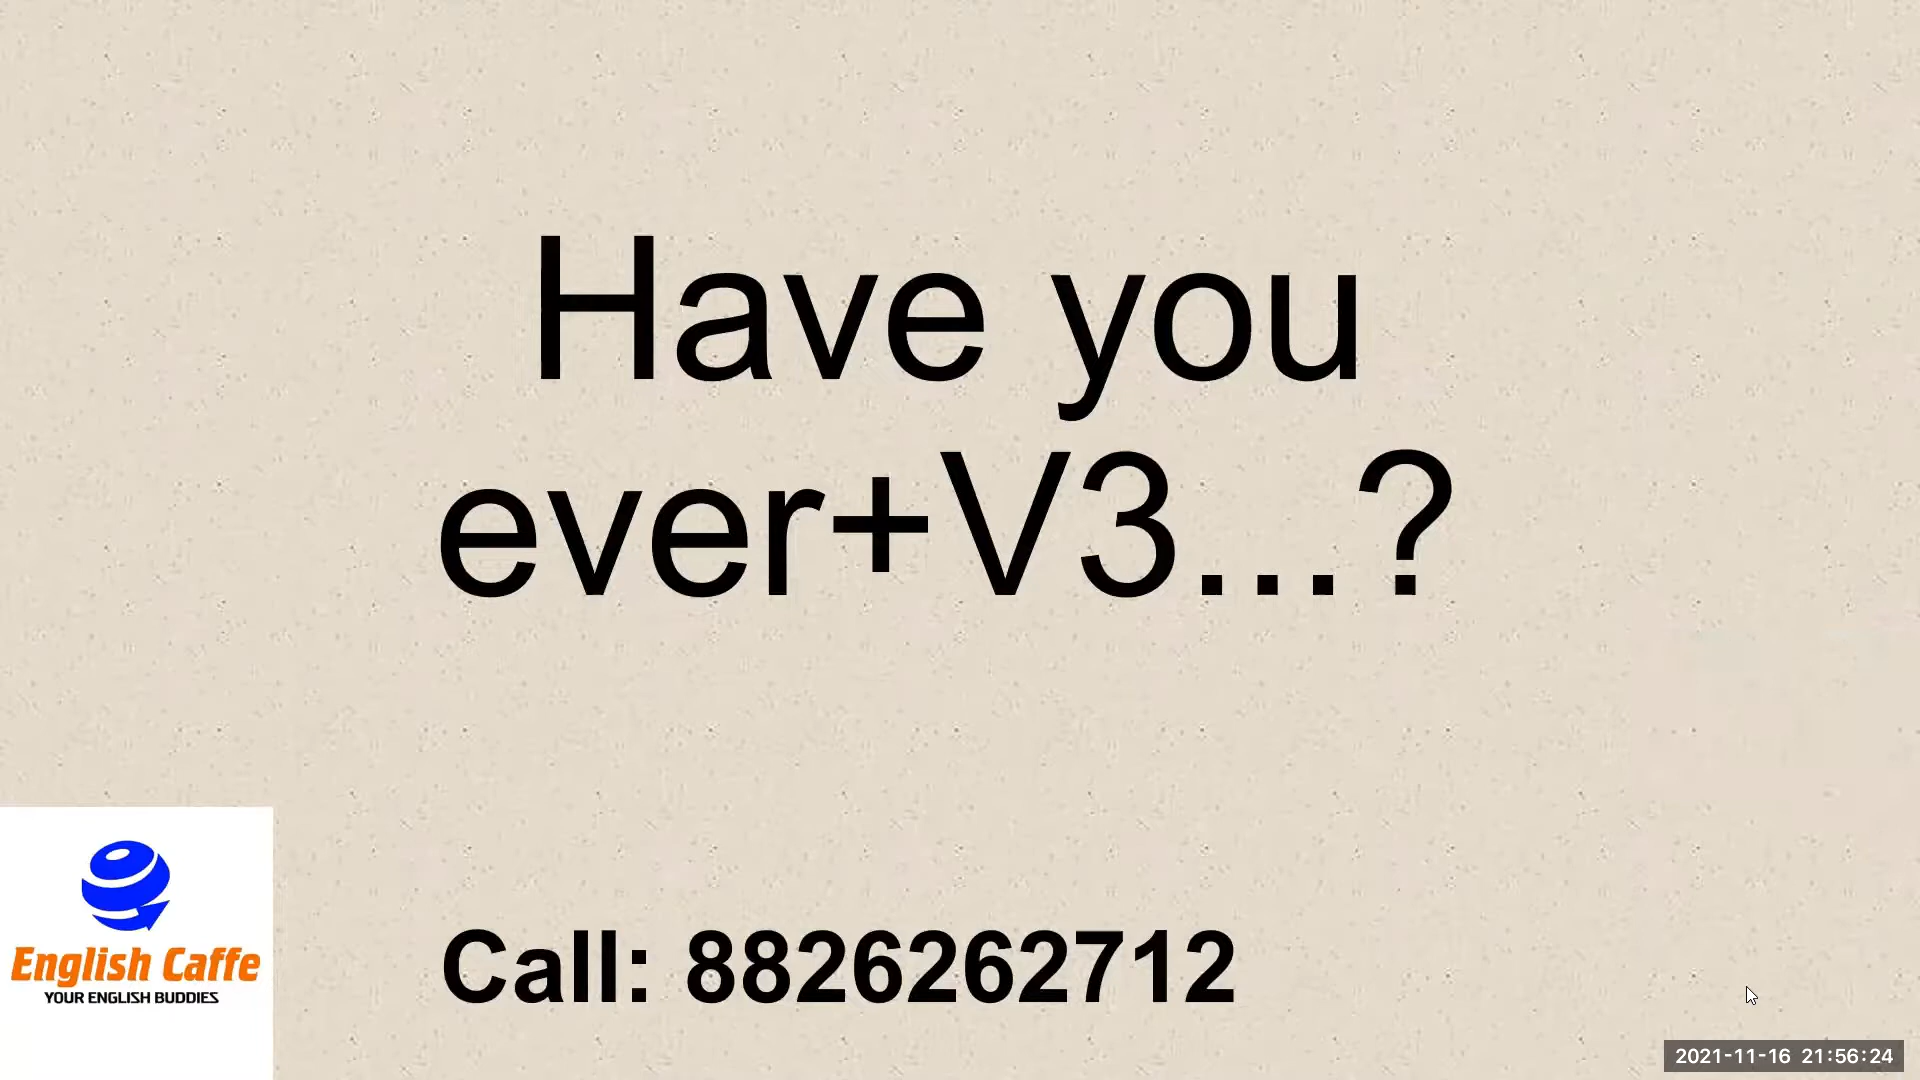 Have you
ever+V3...?
English Caffe
YOUR ENGLISH BUDDIES
Call: 8826262712
2021-11-16 21:56:24